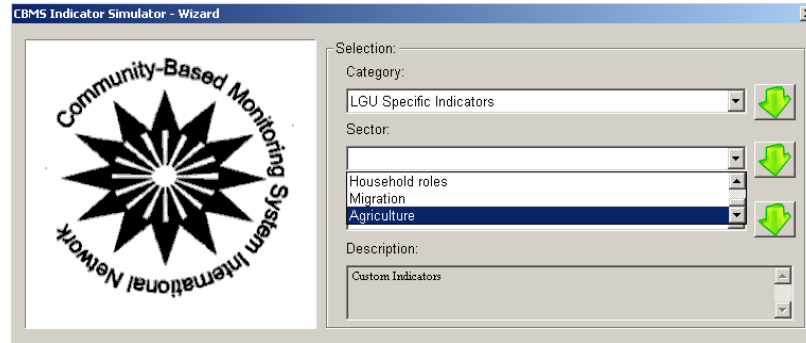 CBMS Indicator Simulator - Wizard
Community-Based Monitoring System International Network
Selection:
Category:
LGU Specific Indicators
Sector:
Household roles
Migration
Agriculture
Description:
Custom Indicators